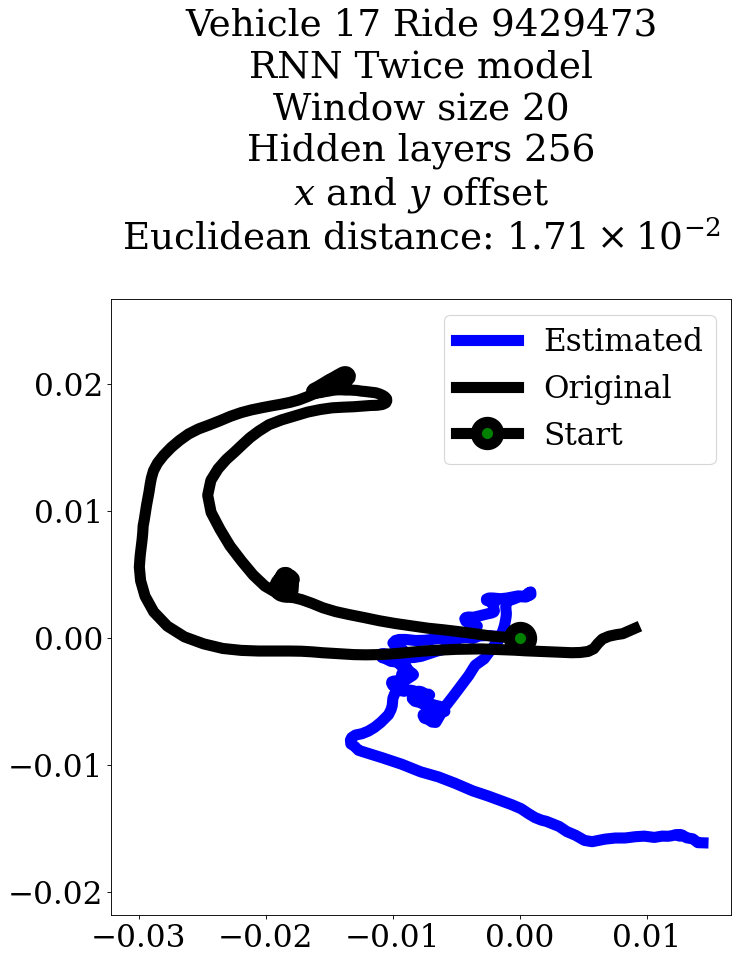 Vehicle 17 Ride 9429473
RNN Twice model
Window size 20
Hidden layers 256
x and y offset
Euclidean distance: 1.71 × 10⁻²
Estimated
Original
Start
0.02
0.01
0.00
−0.01
−0.02
−0.03 −0.02 −0.01 0.00 0.01